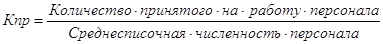 Кпр = Количество · принятого · на · работу · персонала
Среднесписочная · численность · персонала